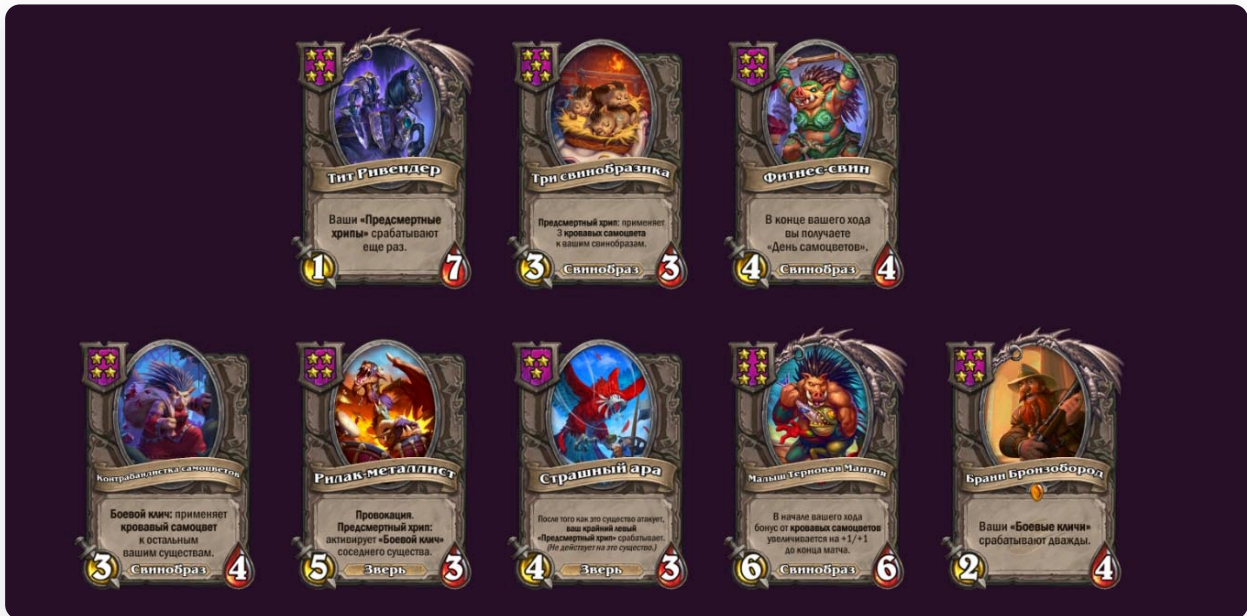 Тит Ривендер
Ваши «Предсмертные
хрипы» срабатывают
еще раз.
1
7
Три свинобразика
Предсмертный хрип: применяет
3 кровавых самоцвета
к вашим свинобразам.
3
Свинобраз
3
Фитнес-свин
В конце вашего хода
вы получаете
«День самоцветов».
4
Свинобраз
4
Контрабандистка самоцветов
Боевой клич: применяет
кровавый самоцвет
к остальным
вашим существам.
3
Свинобраз
4
Рилак-металлист
Провокация.
Предсмертный хрип:
активирует «Боевой клич»
соседнего существа.
5
Зверь
3
Страшный ара
После того как это существо атакует,
ваш крайний левый
«Предсмертный хрип» срабатывает.
(Не действует на это существо.)
4
Зверь
3
Малыш Терновая Мантия
В начале вашего хода
бонус от кровавых самоцветов
увеличивается на +1/+1
до конца матча.
6
Свинобраз
6
Бранн Бронзобород
Ваши «Боевые кличи»
срабатывают дважды.
2
4